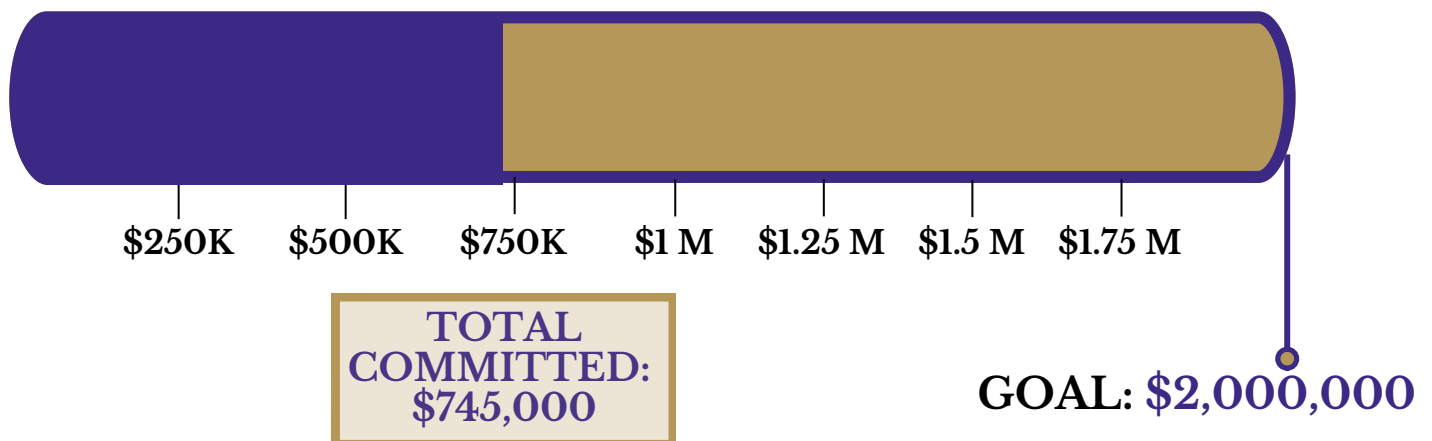 $250K $500K $750K $1 M $1.25 M $1.5 M $1.75 M
TOTAL
COMMITTED:
$745,000
GOAL: $2,000,000